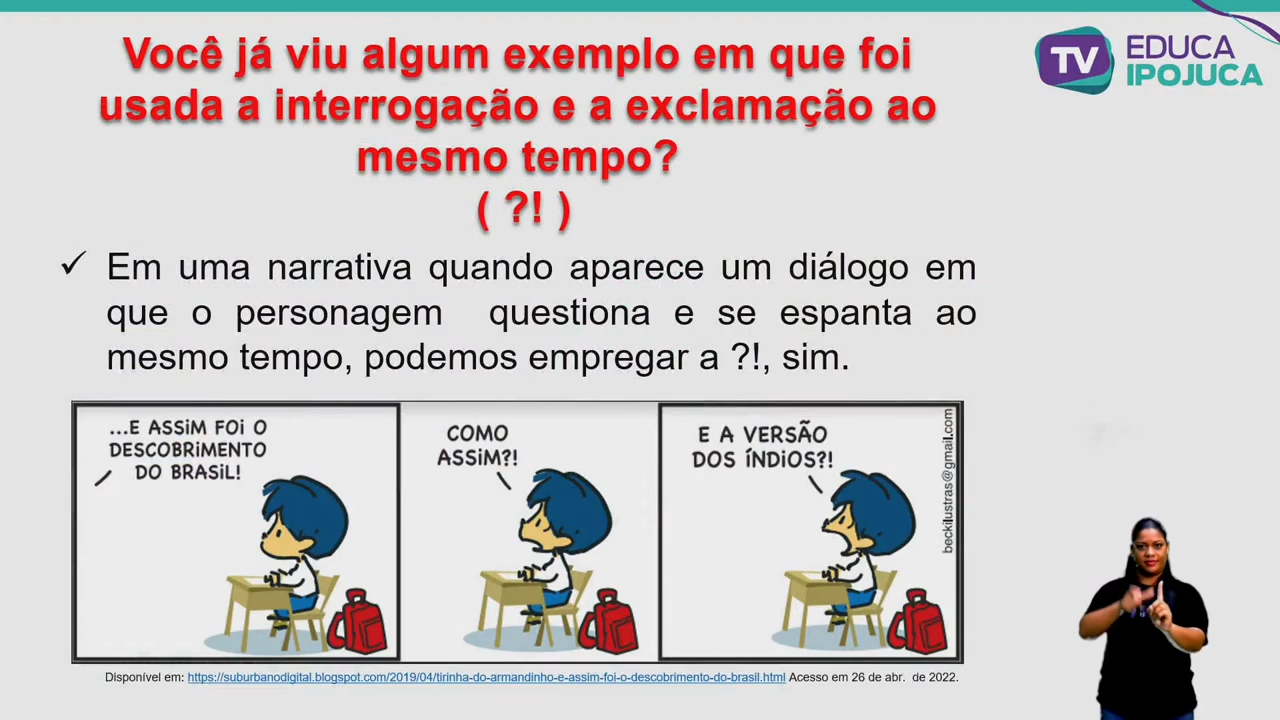 Você já viu algum exemplo em que foi
usada a interrogação e a exclamação ao
mesmo tempo?
( ?! )
TV EDUCA
IPOJUCA
✓ Em uma narrativa quando aparece um diálogo em
que o personagem questiona e se espanta ao
mesmo tempo, podemos empregar a ?!, sim.
...E ASSIM FOI O
DESCOBRIMENTO
DO BRASIL!
COMO
ASSIM?!
E A VERSÃO
DOS ÍNDIOS?!
beckilustras@gmail.com
Disponível em: https://suburbanodigital.blogspot.com/2019/04/tirinha-do-armandinho-e-assim-foi-o-descobrimento-do-brasil.html Acesso em 26 de abr. de 2022.